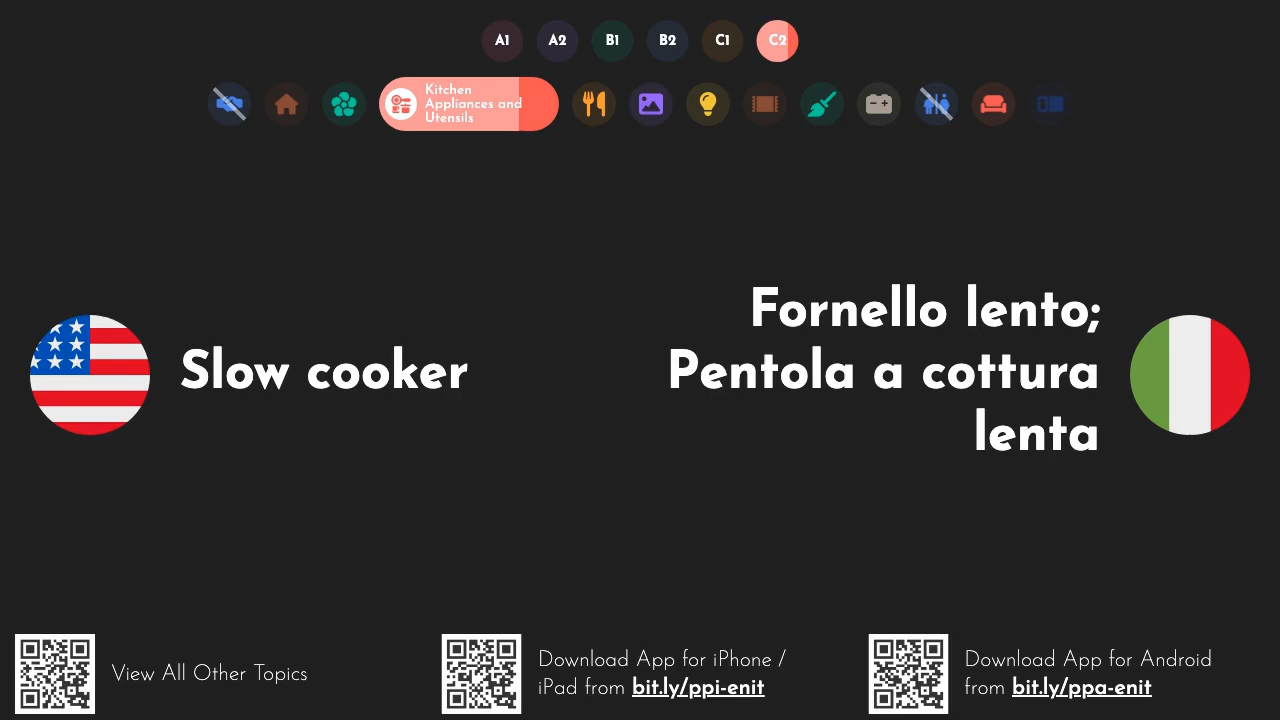 A1 A2 B1 B2 C1 C2
Kitchen
Appliances and
Utensils
Slow cooker
Fornello lento;
Pentola a cottura
lenta
View All Other Topics
Download App for iPhone /
iPad from bit.ly/ppi-enit
Download App for Android
from bit.ly/ppa-enit